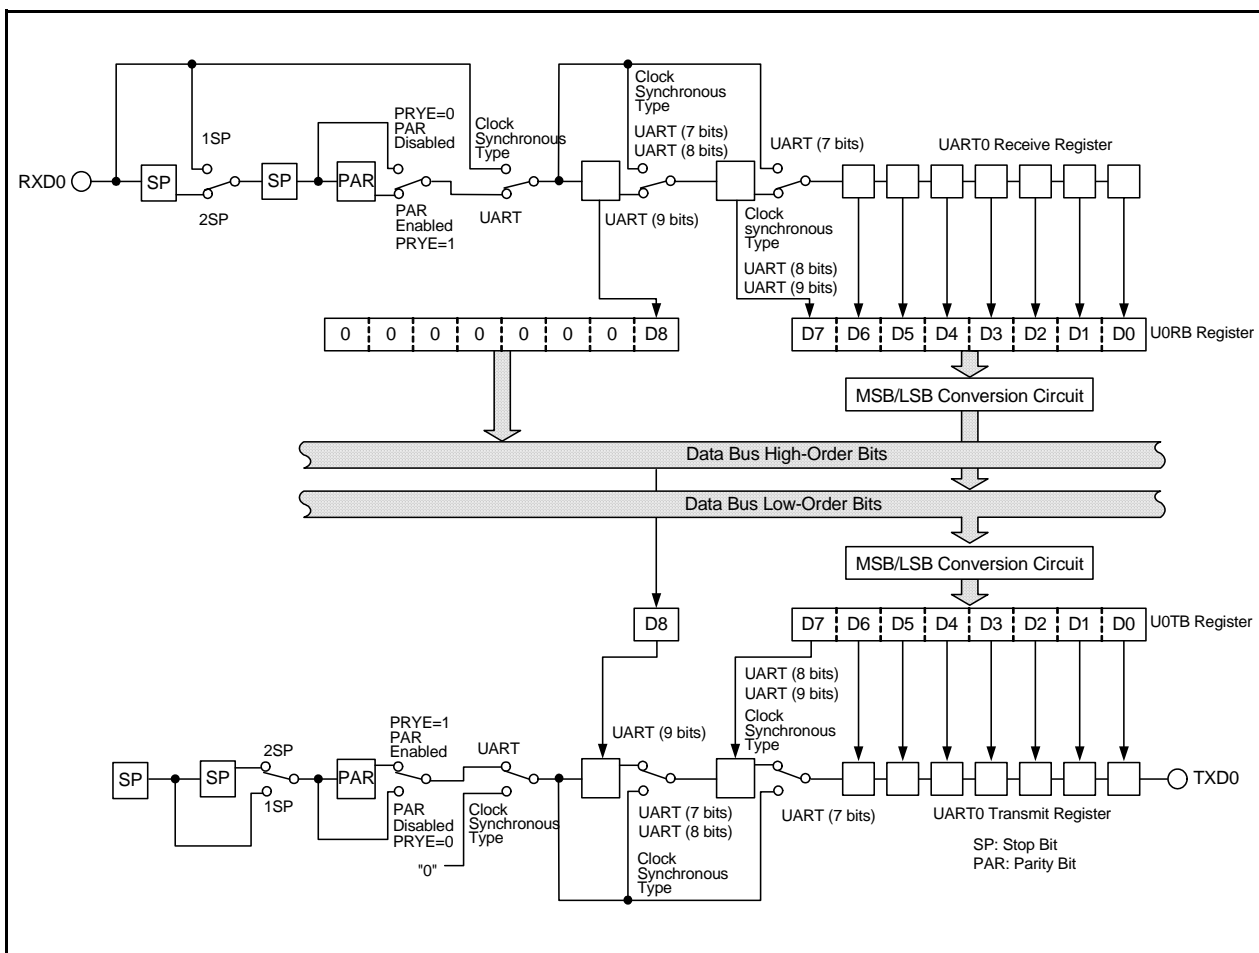 Clock
Synchronous
Type
PRYE=0
PAR
Disabled
Clock
Synchronous
Type
1SP
UART (7 bits)
UART (8 bits)
UART (7 bits)
UART0 Receive Register
RXD0
SP
SP
PAR
2SP
PAR
Enabled
PRYE=1
UART
UART (9 bits)
Clock
synchronous
Type
UART (8 bits)
UART (9 bits)
0 0 0 0 0 0 0 D8
D7 D6 D5 D4 D3 D2 D1 D0
U0RB Register
MSB/LSB Conversion Circuit
Data Bus High-Order Bits
Data Bus Low-Order Bits
MSB/LSB Conversion Circuit
D8
D7 D6 D5 D4 D3 D2 D1 D0
U0TB Register
UART (8 bits)
UART (9 bits)
Clock
Synchronous
Type
PRYE=1
PAR
Enabled
UART (9 bits)
2SP
UART
SP
SP
PAR
TXD0
1SP
PAR
Disabled
PRYE=0
Clock
Synchronous
Type
"0"
UART (7 bits)
UART (8 bits)
UART (7 bits)
Clock
Synchronous
Type
UART0 Transmit Register
SP: Stop Bit
PAR: Parity Bit